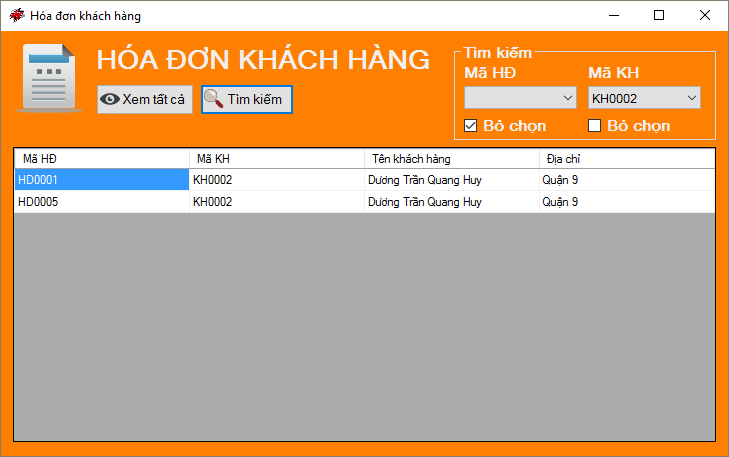 Hóa đơn khách hàng
HÓA ĐƠN KHÁCH HÀNG
Xem tất cả
Tìm kiếm
Tìm kiếm
Mã HĐ Mã KH
KH0002
Bỏ chọn Bỏ chọn
Mã HĐ Mã KH Tên khách hàng Địa chỉ
HD0001 KH0002 Dương Trần Quang Huy Quận 9
HD0005 KH0002 Dương Trần Quang Huy Quận 9